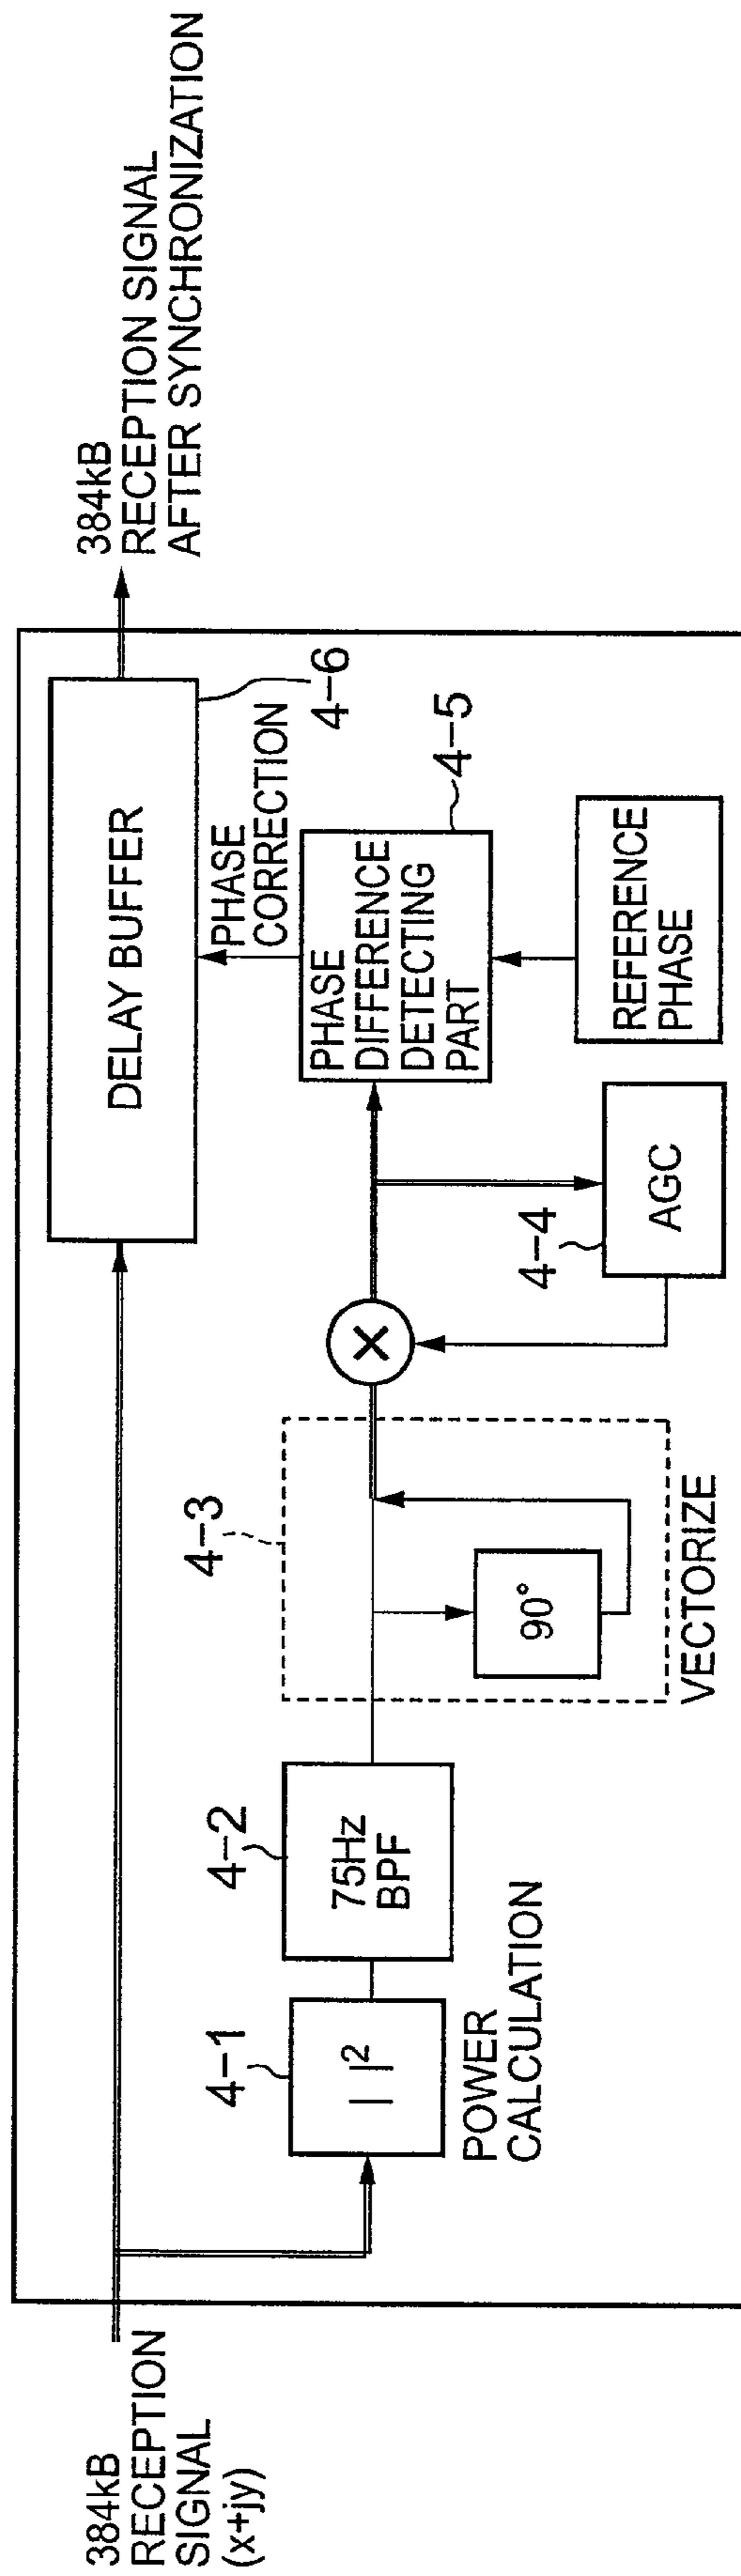 384kB
RECEPTION
SIGNAL
(x+jy)
4-1
| |²
POWER
CALCULATION
4-2
75Hz
BPF
4-3
90°
VECTORIZE
×
4-4
AGC
DELAY BUFFER
4-6
PHASE
CORRECTION
PHASE
DIFFERENCE
DETECTING
PART
4-5
REFERENCE
PHASE
384kB
RECEPTION SIGNAL
AFTER SYNCHRONIZATION